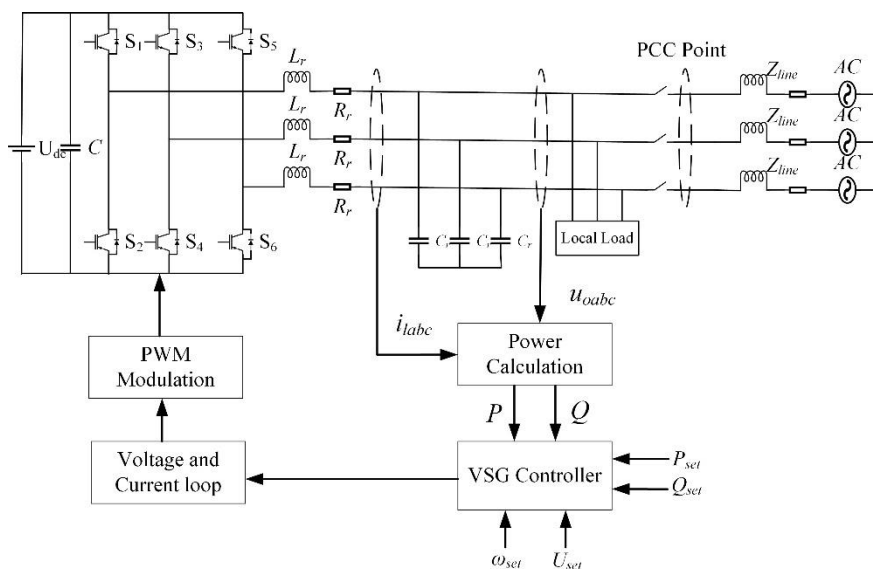 S1 S3 S5
Lr
Rr
Lr
Rr
Lr
Rr
PCC Point
Zline AC
Zline AC
Zline AC
Udc C
S2 S4 S6
Cr Cr Cr
Local Load
ilabc
uoabc
Power
Calculation
PWM
Modulation
P Q
Voltage and
Current loop
VSG Controller
Pset
Qset
ωset Uset